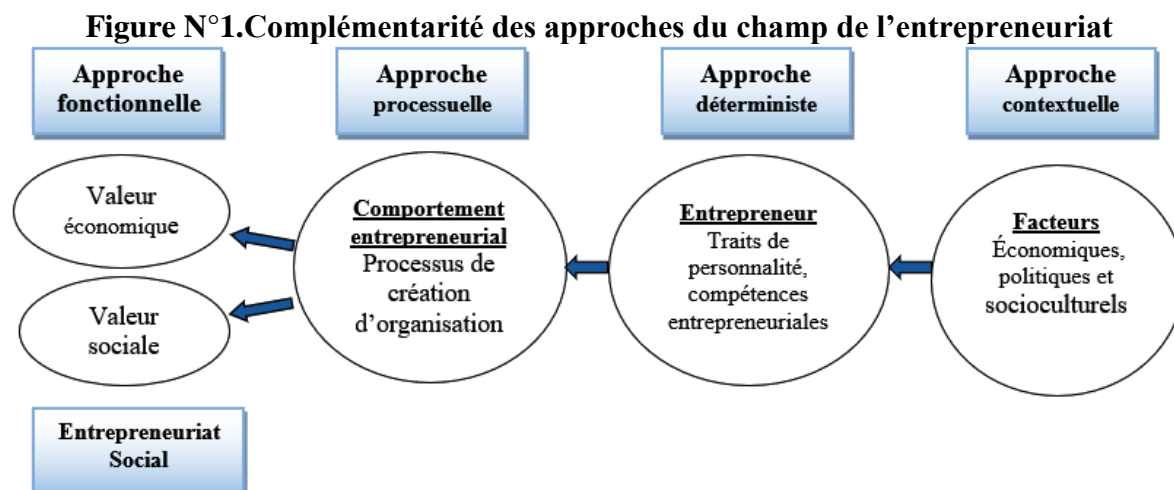 Figure N°1.Complémentarité des approches du champ de l’entrepreneuriat
Approche
fonctionnelle
Approche
processuelle
Approche
déterministe
Approche
contextuelle
Valeur
économique
Valeur
sociale
Comportement
entrepreneurial
Processus de
création
d’organisation
Entrepreneur
Traits de
personnalité,
compétences
entrepreneuriales
Facteurs
Économiques,
politiques et
socioculturels
Entrepreneuriat
Social